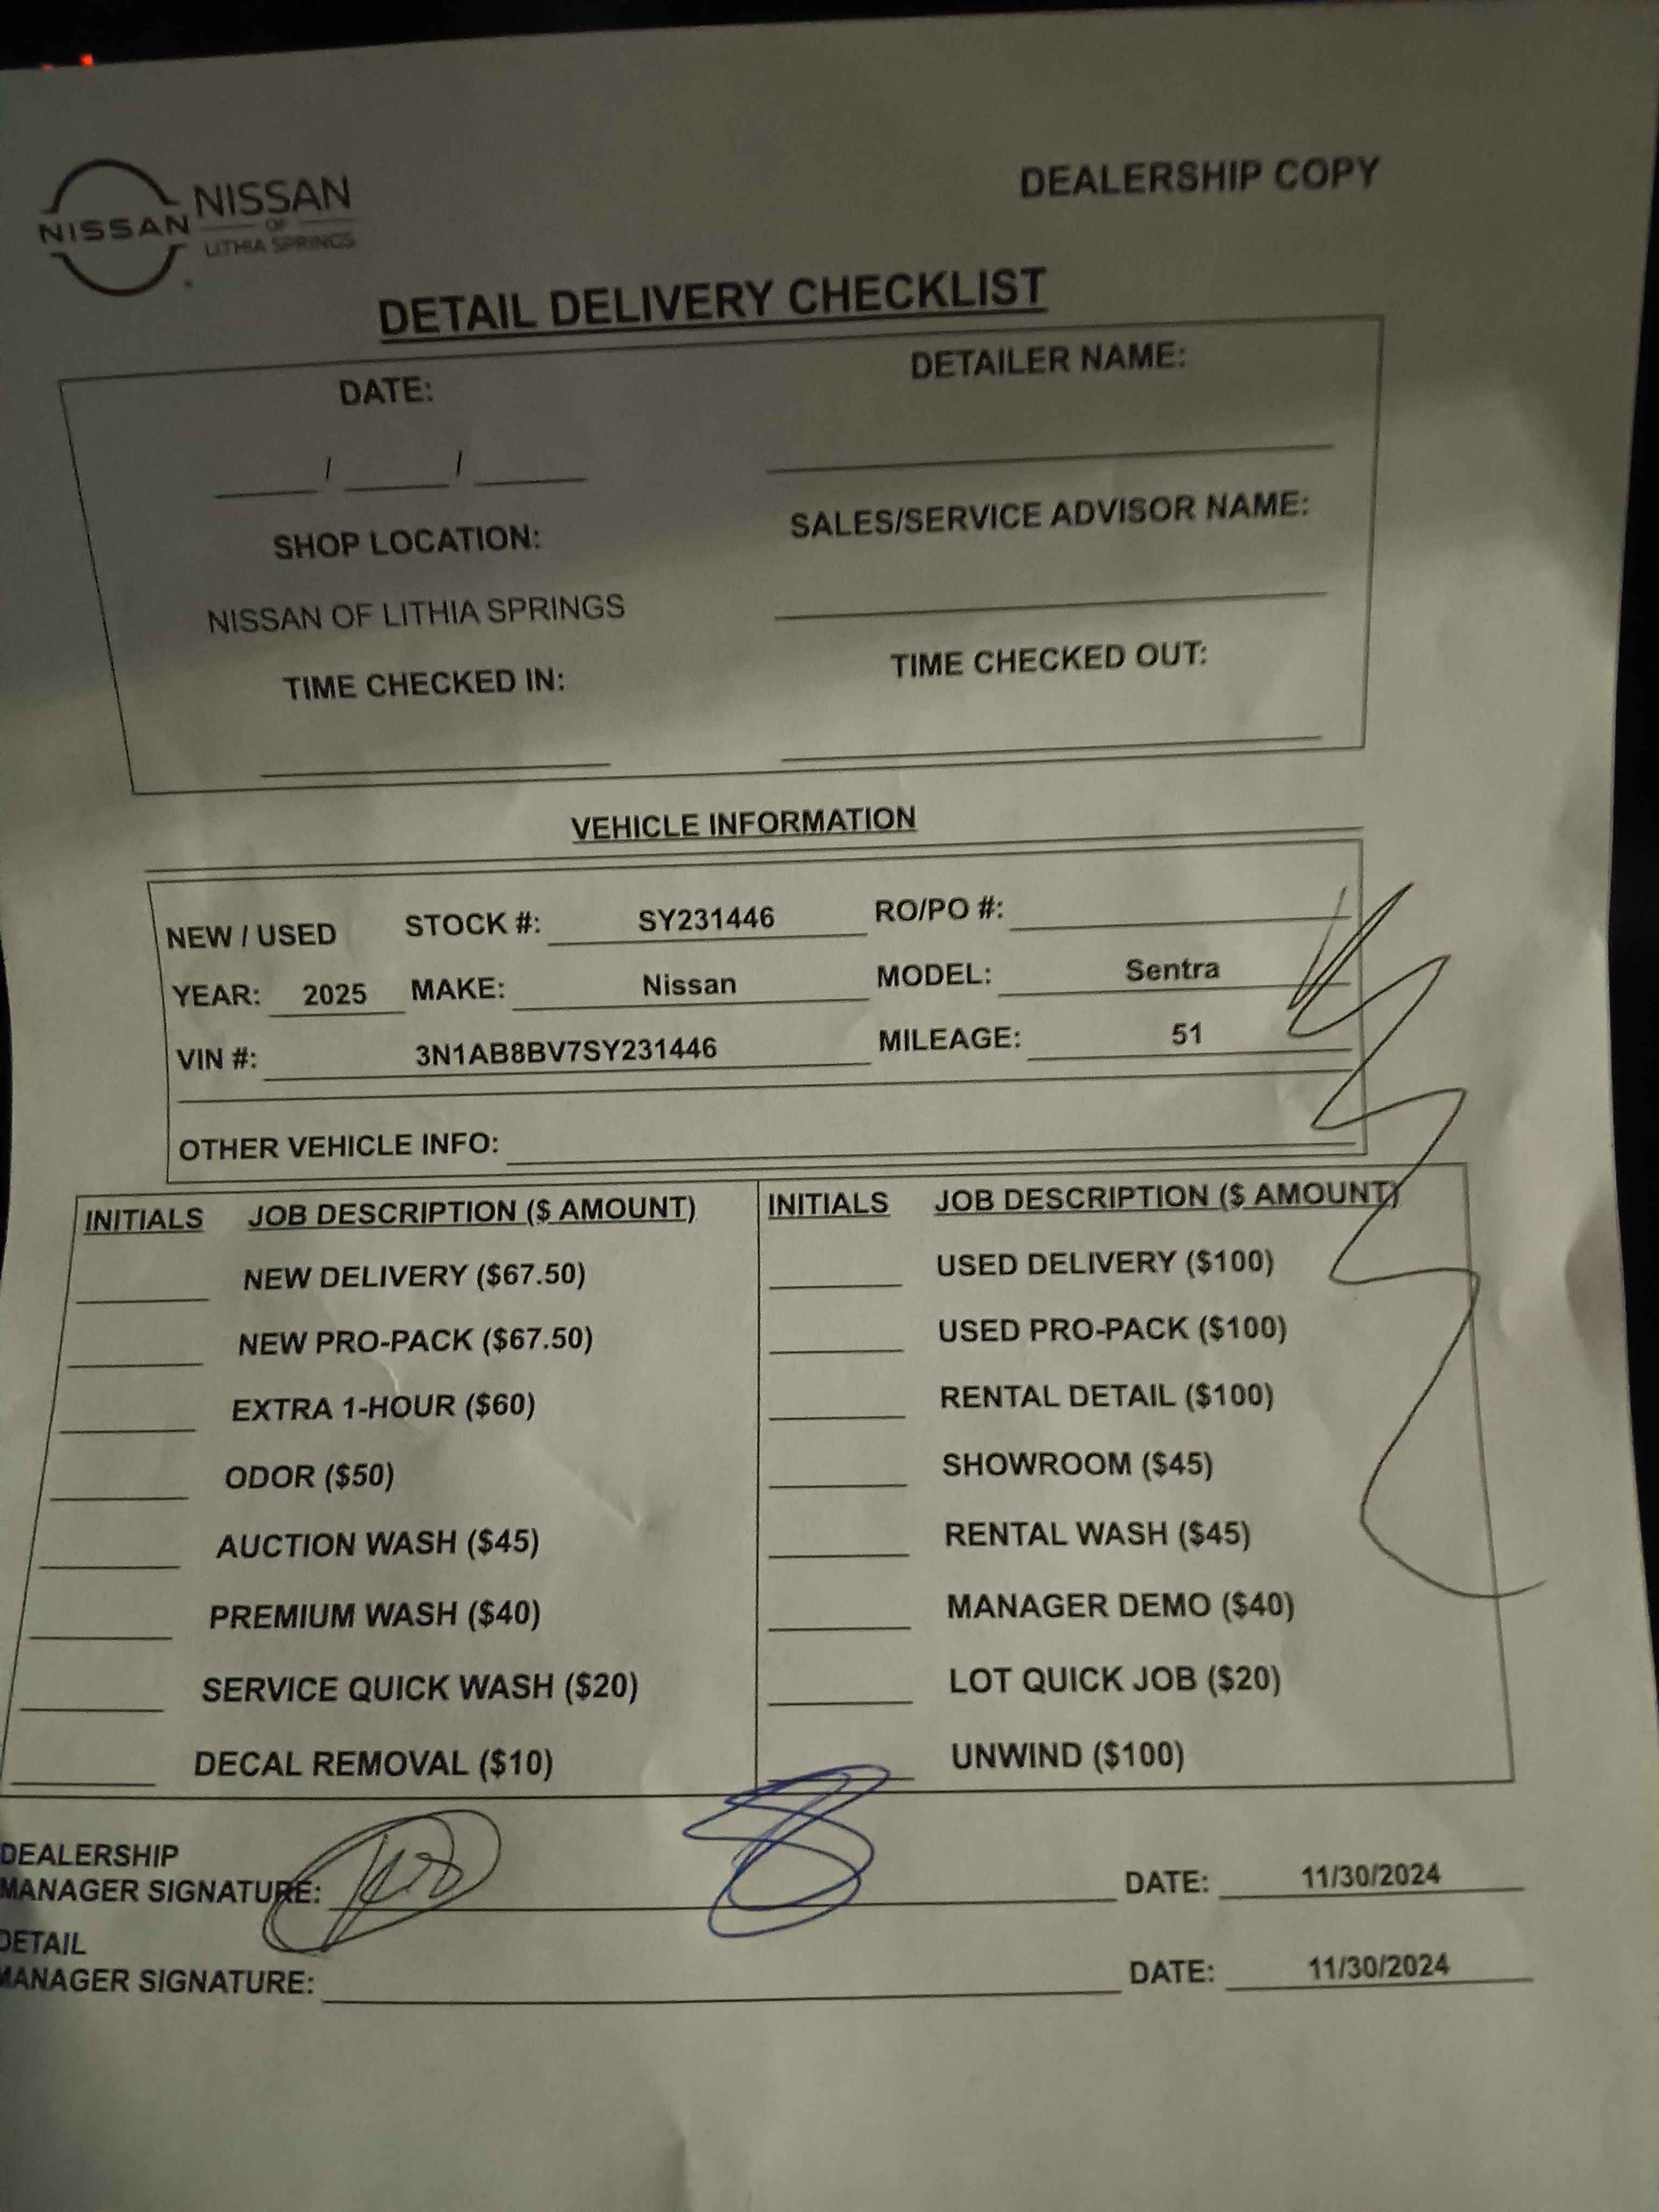 NISSAN
NISSAN
OF
LITHIA SPRINGS
DEALERSHIP COPY
DETAIL DELIVERY CHECKLIST
DATE:
DETAILER NAME:
____/____/____
SHOP LOCATION:
SALES/SERVICE ADVISOR NAME:
NISSAN OF LITHIA SPRINGS
TIME CHECKED IN:
TIME CHECKED OUT:
VEHICLE INFORMATION
NEW / USED STOCK #: SY231446 RO/PO #:
YEAR: 2025 MAKE: Nissan MODEL: Sentra
VIN #: 3N1AB8BV7SY231446 MILEAGE: 51
OTHER VEHICLE INFO:
INITIALS JOB DESCRIPTION ($ AMOUNT) INITIALS JOB DESCRIPTION ($ AMOUNT)
NEW DELIVERY ($67.50) USED DELIVERY ($100)
NEW PRO-PACK ($67.50) USED PRO-PACK ($100)
EXTRA 1-HOUR ($60) RENTAL DETAIL ($100)
ODOR ($50) SHOWROOM ($45)
AUCTION WASH ($45) RENTAL WASH ($45)
PREMIUM WASH ($40) MANAGER DEMO ($40)
SERVICE QUICK WASH ($20) LOT QUICK JOB ($20)
DECAL REMOVAL ($10) UNWIND ($100)
DEALERSHIP
MANAGER SIGNATURE: DATE: 11/30/2024
DETAIL
MANAGER SIGNATURE: DATE: 11/30/2024